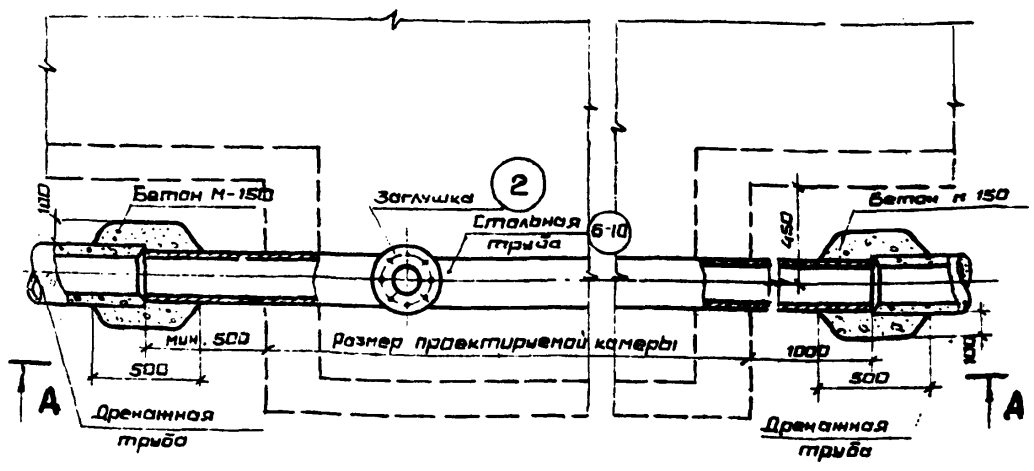 100
Бетон М-150
Заглушка
2
Стальная
труба
6-10
450
Бетон М 150
мин. 500
Размер проектируемой камеры
1000
100
500
500
А
А
Дренажная
труба
Дренажная
труба